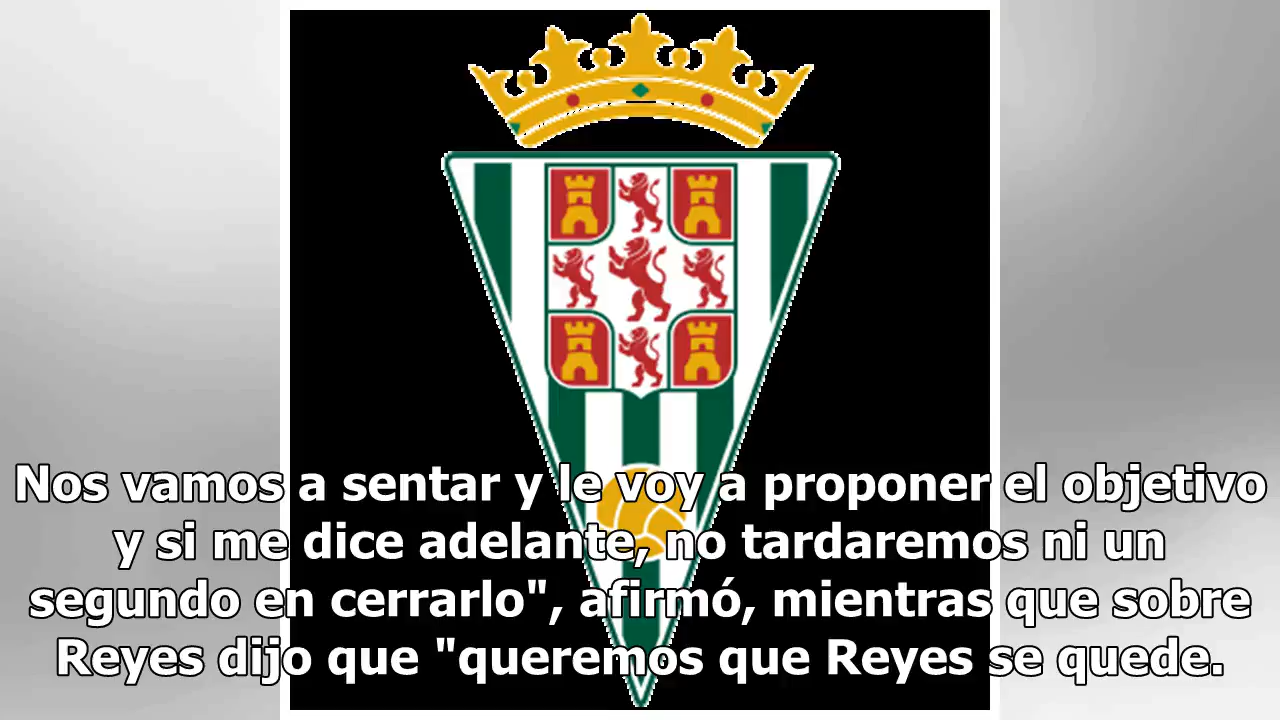 Nos vamos a sentar y le voy a proponer el objetivo
y si me dice adelante, no tardaremos ni un
segundo en cerrarlo", afirmó, mientras que sobre
Reyes dijo que "queremos que Reyes se quede.